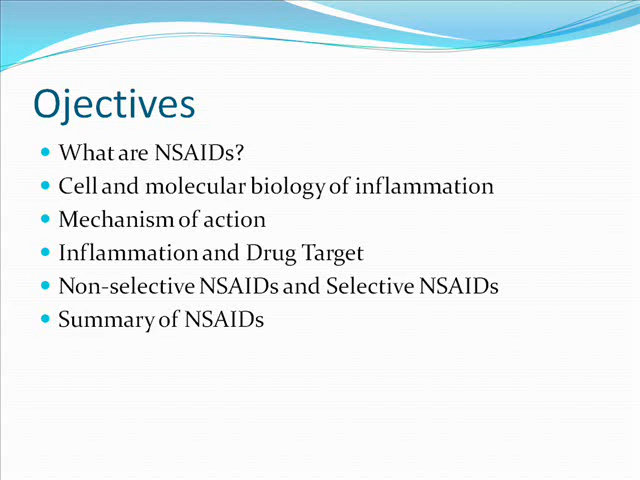 Ojectives
What are NSAIDs?
Cell and molecular biology of inflammation
Mechanism of action
Inflammation and Drug Target
Non-selective NSAIDs and Selective NSAIDs
Summary of NSAIDs